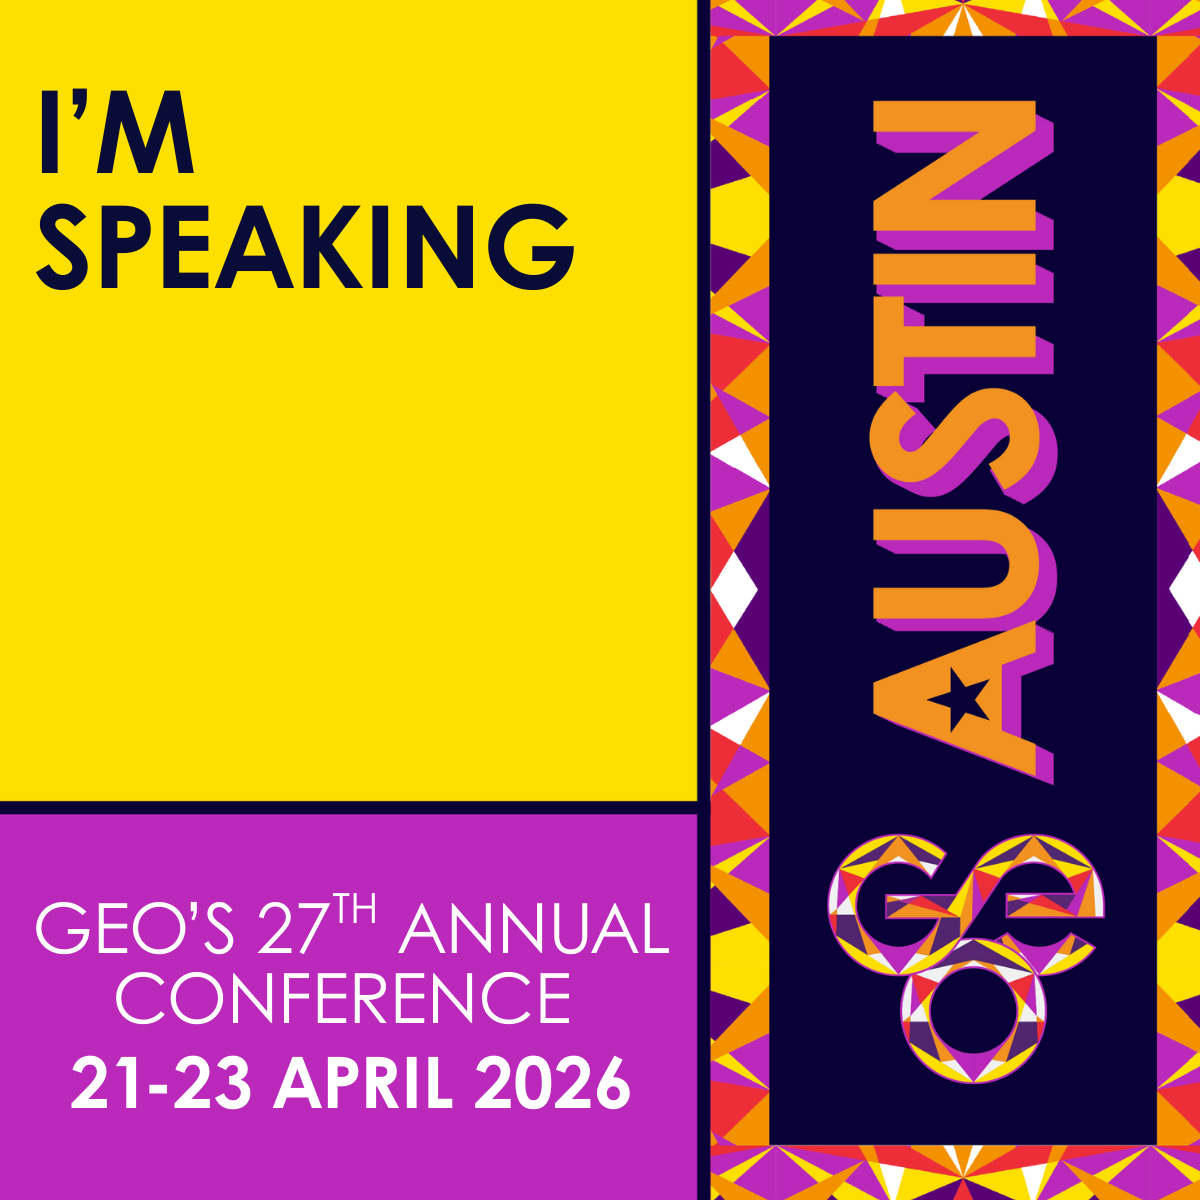 I’M
SPEAKING
GEO’S 27TH ANNUAL
CONFERENCE
21-23 APRIL 2026
AUSTIN
GEO